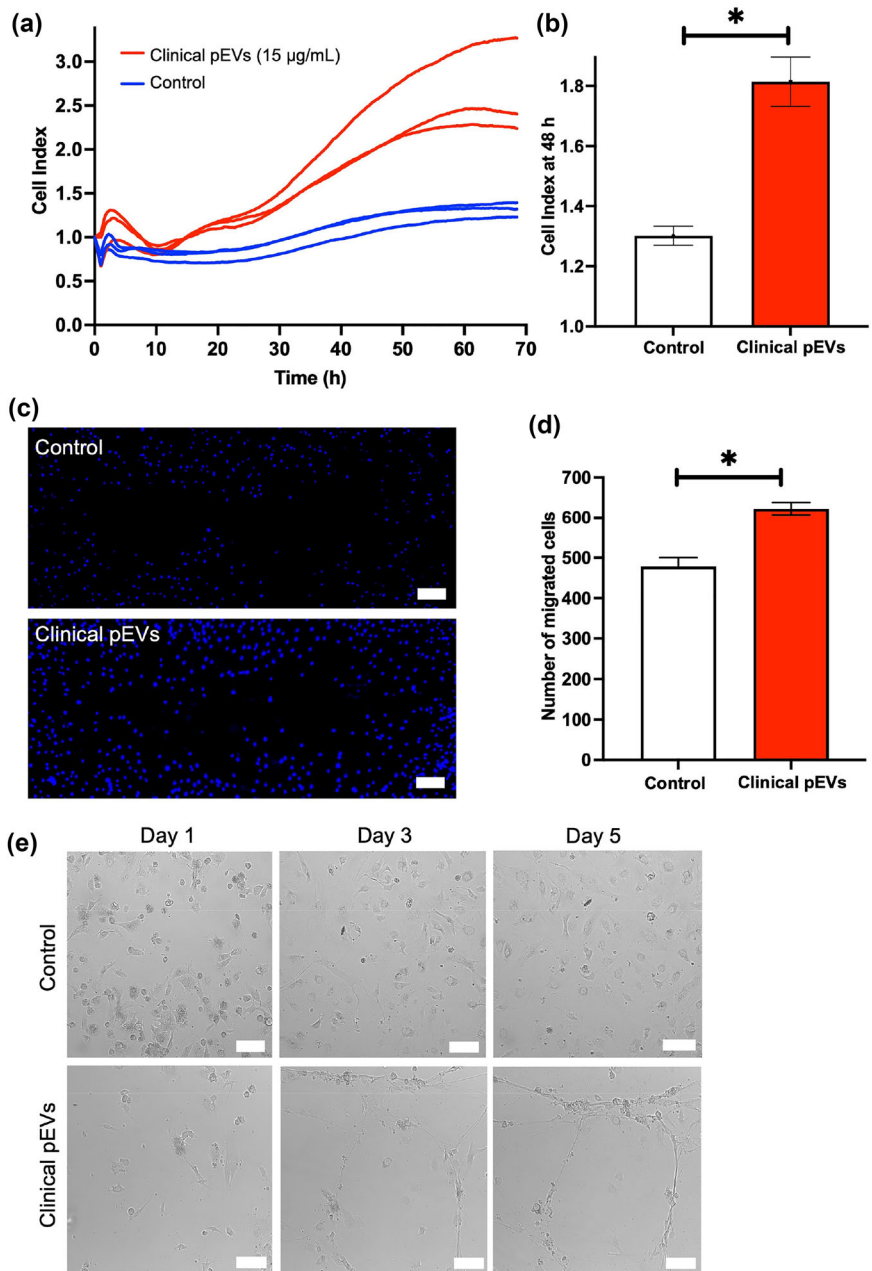 (a)
Clinical pEVs (15 µg/mL)
Control
Cell Index
3.0
2.5
2.0
1.5
1.0
0.5
0.0
0 10 20 30 40 50 60 70
Time (h)
(b)
*
Cell Index at 48 h
1.8
1.6
1.4
1.2
1.0
Control Clinical pEVs
(c)
Control
Clinical pEVs
(d)
*
Number of migrated cells
700
600
500
400
300
200
100
0
Control Clinical pEVs
(e)
Day 1 Day 3 Day 5
Control
Clinical pEVs